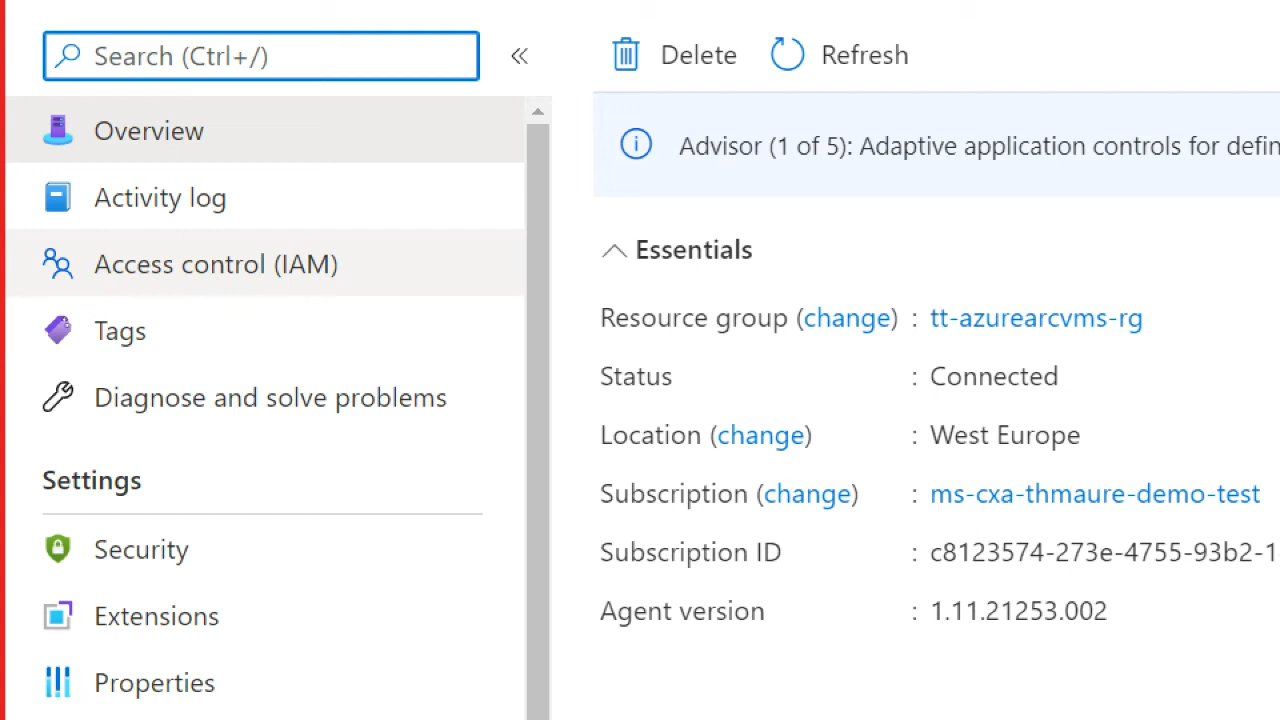 Search (Ctrl+/)
«
Overview
Activity log
Access control (IAM)
Tags
Diagnose and solve problems
Settings
Security
Extensions
Properties
Delete
Refresh
Advisor (1 of 5): Adaptive application controls for defin
Essentials
Resource group (change) : tt-azurearcvms-rg
Status : Connected
Location (change) : West Europe
Subscription (change) : ms-cxa-thmaure-demo-test
Subscription ID : c8123574-273e-4755-93b2-1
Agent version : 1.11.21253.002